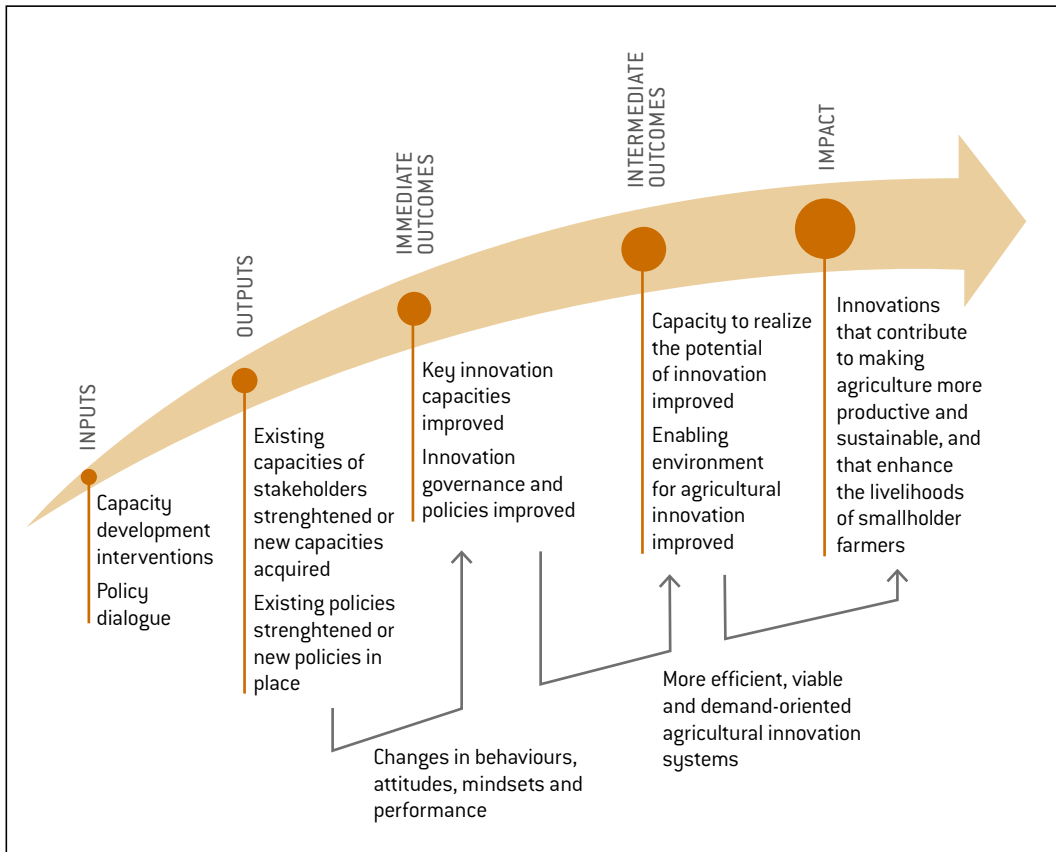 INPUTS
Capacity
development
interventions
Policy
dialogue
OUTPUTS
Existing
capacities of
stakeholders
strenghtened or
new capacities
acquired
Existing policies
strenghtened or
new policies in
place
IMMEDIATE
OUTCOMES
Key innovation
capacities
improved
Innovation
governance and
policies improved
INTERMEDIATE
OUTCOMES
Capacity to realize
the potential
of innovation
improved
Enabling
environment
for agricultural
innovation
improved
IMPACT
Innovations
that contribute
to making
agriculture more
productive and
sustainable, and
that enhance
the livelihoods
of smallholder
farmers
Changes in behaviours,
attitudes, mindsets and
performance
More efficient, viable
and demand-oriented
agricultural innovation
systems